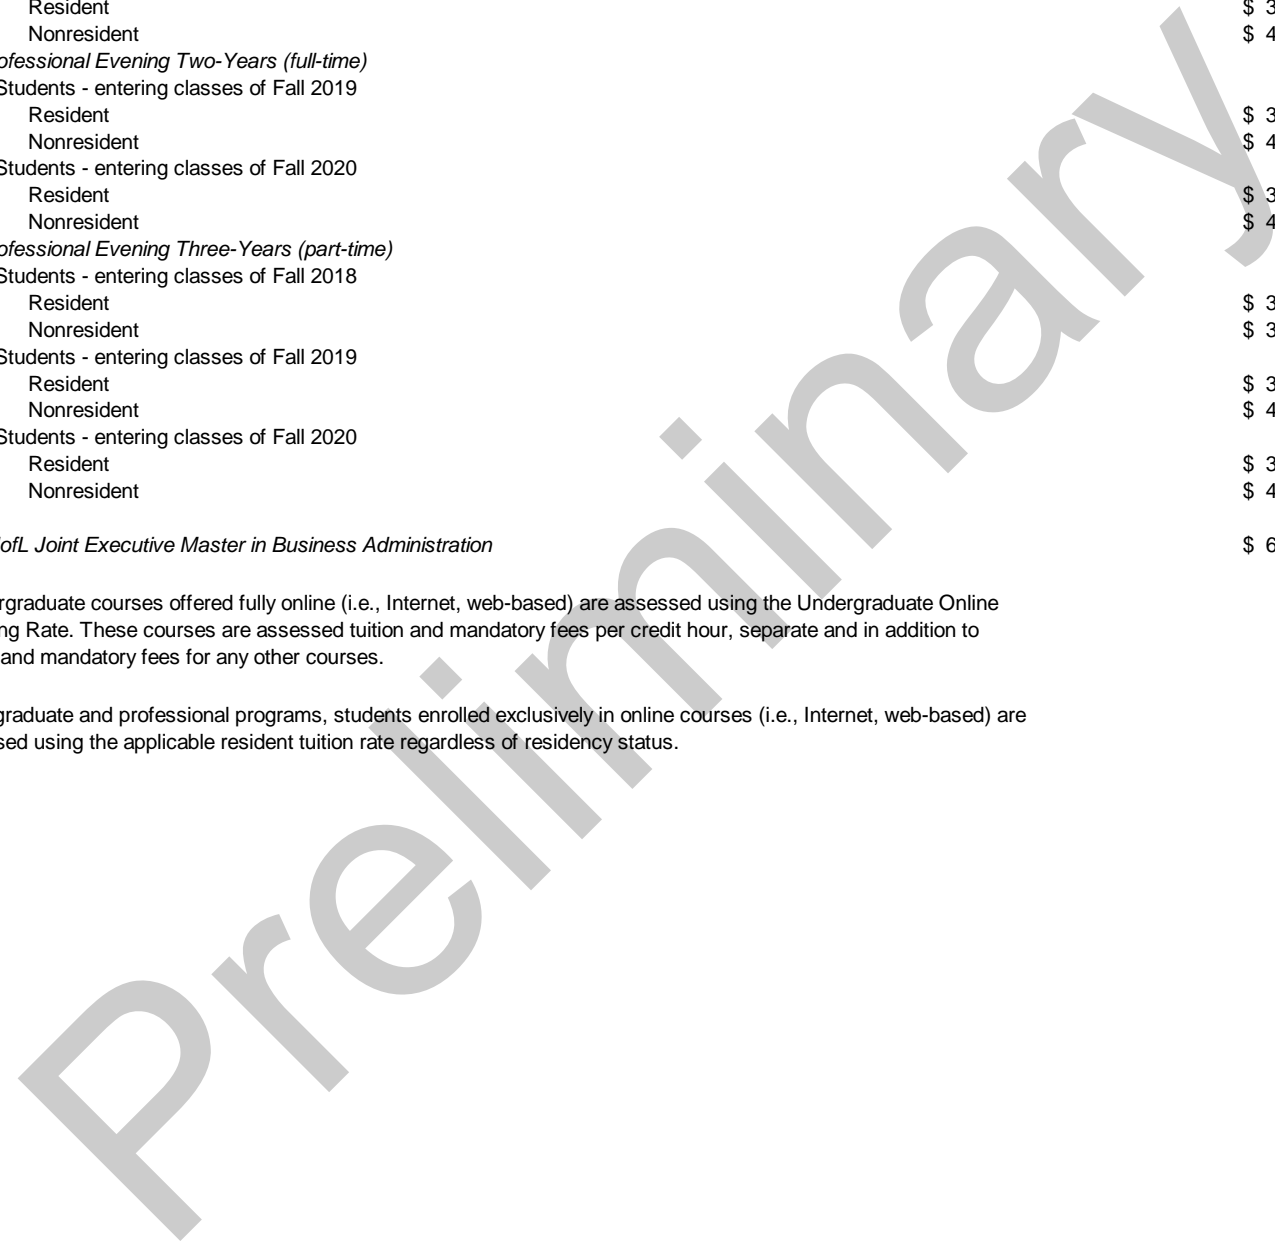 Resident $ 3
Nonresident $ 4
ofessional Evening Two-Years (full-time)
Students - entering classes of Fall 2019
Resident $ 3
Nonresident $ 4
Students - entering classes of Fall 2020
Resident $ 3
Nonresident $ 4
ofessional Evening Three-Years (part-time)
Students - entering classes of Fall 2018
Resident $ 3
Nonresident $ 3
Students - entering classes of Fall 2019
Resident $ 3
Nonresident $ 4
Students - entering classes of Fall 2020
Resident $ 3
Nonresident $ 4
ofL Joint Executive Master in Business Administration $ 6
rgraduate courses offered fully online (i.e., Internet, web-based) are assessed using the Undergraduate Online
ng Rate. These courses are assessed tuition and mandatory fees per credit hour, separate and in addition to
and mandatory fees for any other courses.
graduate and professional programs, students enrolled exclusively in online courses (i.e., Internet, web-based) are
sed using the applicable resident tuition rate regardless of residency status.
Preliminary